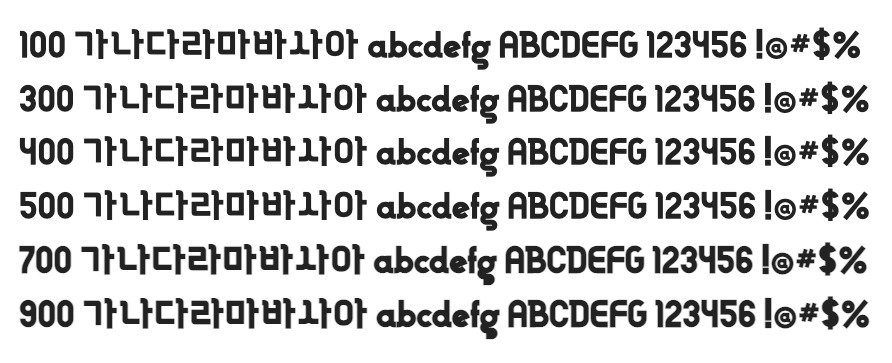 100 가나다라마바사아 abcdefg ABCDEFG 123456 !@#$%
300 가나다라마바사아 abcdefg ABCDEFG 123456 !@#$%
400 가나다라마바사아 abcdefg ABCDEFG 123456 !@#$%
500 가나다라마바사아 abcdefg ABCDEFG 123456 !@#$%
700 가나다라마바사아 abcdefg ABCDEFG 123456 !@#$%
900 가나다라마바사아 abcdefg ABCDEFG 123456 !@#$%